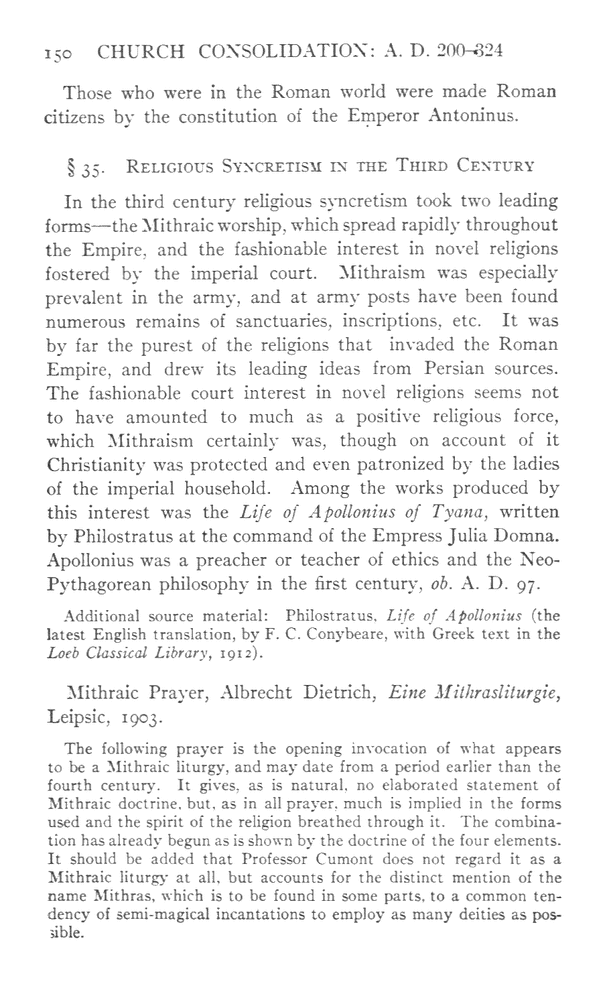 150 CHURCH CONSOLIDATION: A. D. 200–324
Those who were in the Roman world were made Roman
citizens by the constitution of the Emperor Antoninus.
§ 35. Religious Syncretism in the Third Century
In the third century religious syncretism took two leading
forms—the Mithraic worship, which spread rapidly throughout
the Empire, and the fashionable interest in novel religions
fostered by the imperial court. Mithraism was especially
prevalent in the army, and at army posts have been found
numerous remains of sanctuaries, inscriptions, etc. It was
by far the purest of the religions that invaded the Roman
Empire, and drew its leading ideas from Persian sources.
The fashionable court interest in novel religions seems not
to have amounted to much as a positive religious force,
which Mithraism certainly was, though on account of it
Christianity was protected and even patronized by the ladies
of the imperial household. Among the works produced by
this interest was the Life of Apollonius of Tyana, written
by Philostratus at the command of the Empress Julia Domna.
Apollonius was a preacher or teacher of ethics and the Neo-
Pythagorean philosophy in the first century, ob. A. D. 97.
Additional source material: Philostratus, Life of Apollonius (the
latest English translation, by F. C. Conybeare, with Greek text in the
Loeb Classical Library, 1912).
Mithraic Prayer, Albrecht Dietrich, Eine Mithrasliturgie,
Leipsic, 1903.
The following prayer is the opening invocation of what appears
to be a Mithraic liturgy, and may date from a period earlier than the
fourth century. It gives, as is natural, no elaborated statement of
Mithraic doctrine, but, as in all prayer, much is implied in the forms
used and the spirit of the religion breathed through it. The combina-
tion has already begun as is shown by the doctrine of the four elements.
It should be added that Professor Cumont does not regard it as a
Mithraic liturgy at all, but accounts for the distinct mention of the
name Mithras, which is to be found in some parts, to a common ten-
dency of semi-magical incantations to employ as many deities as pos-
sible.